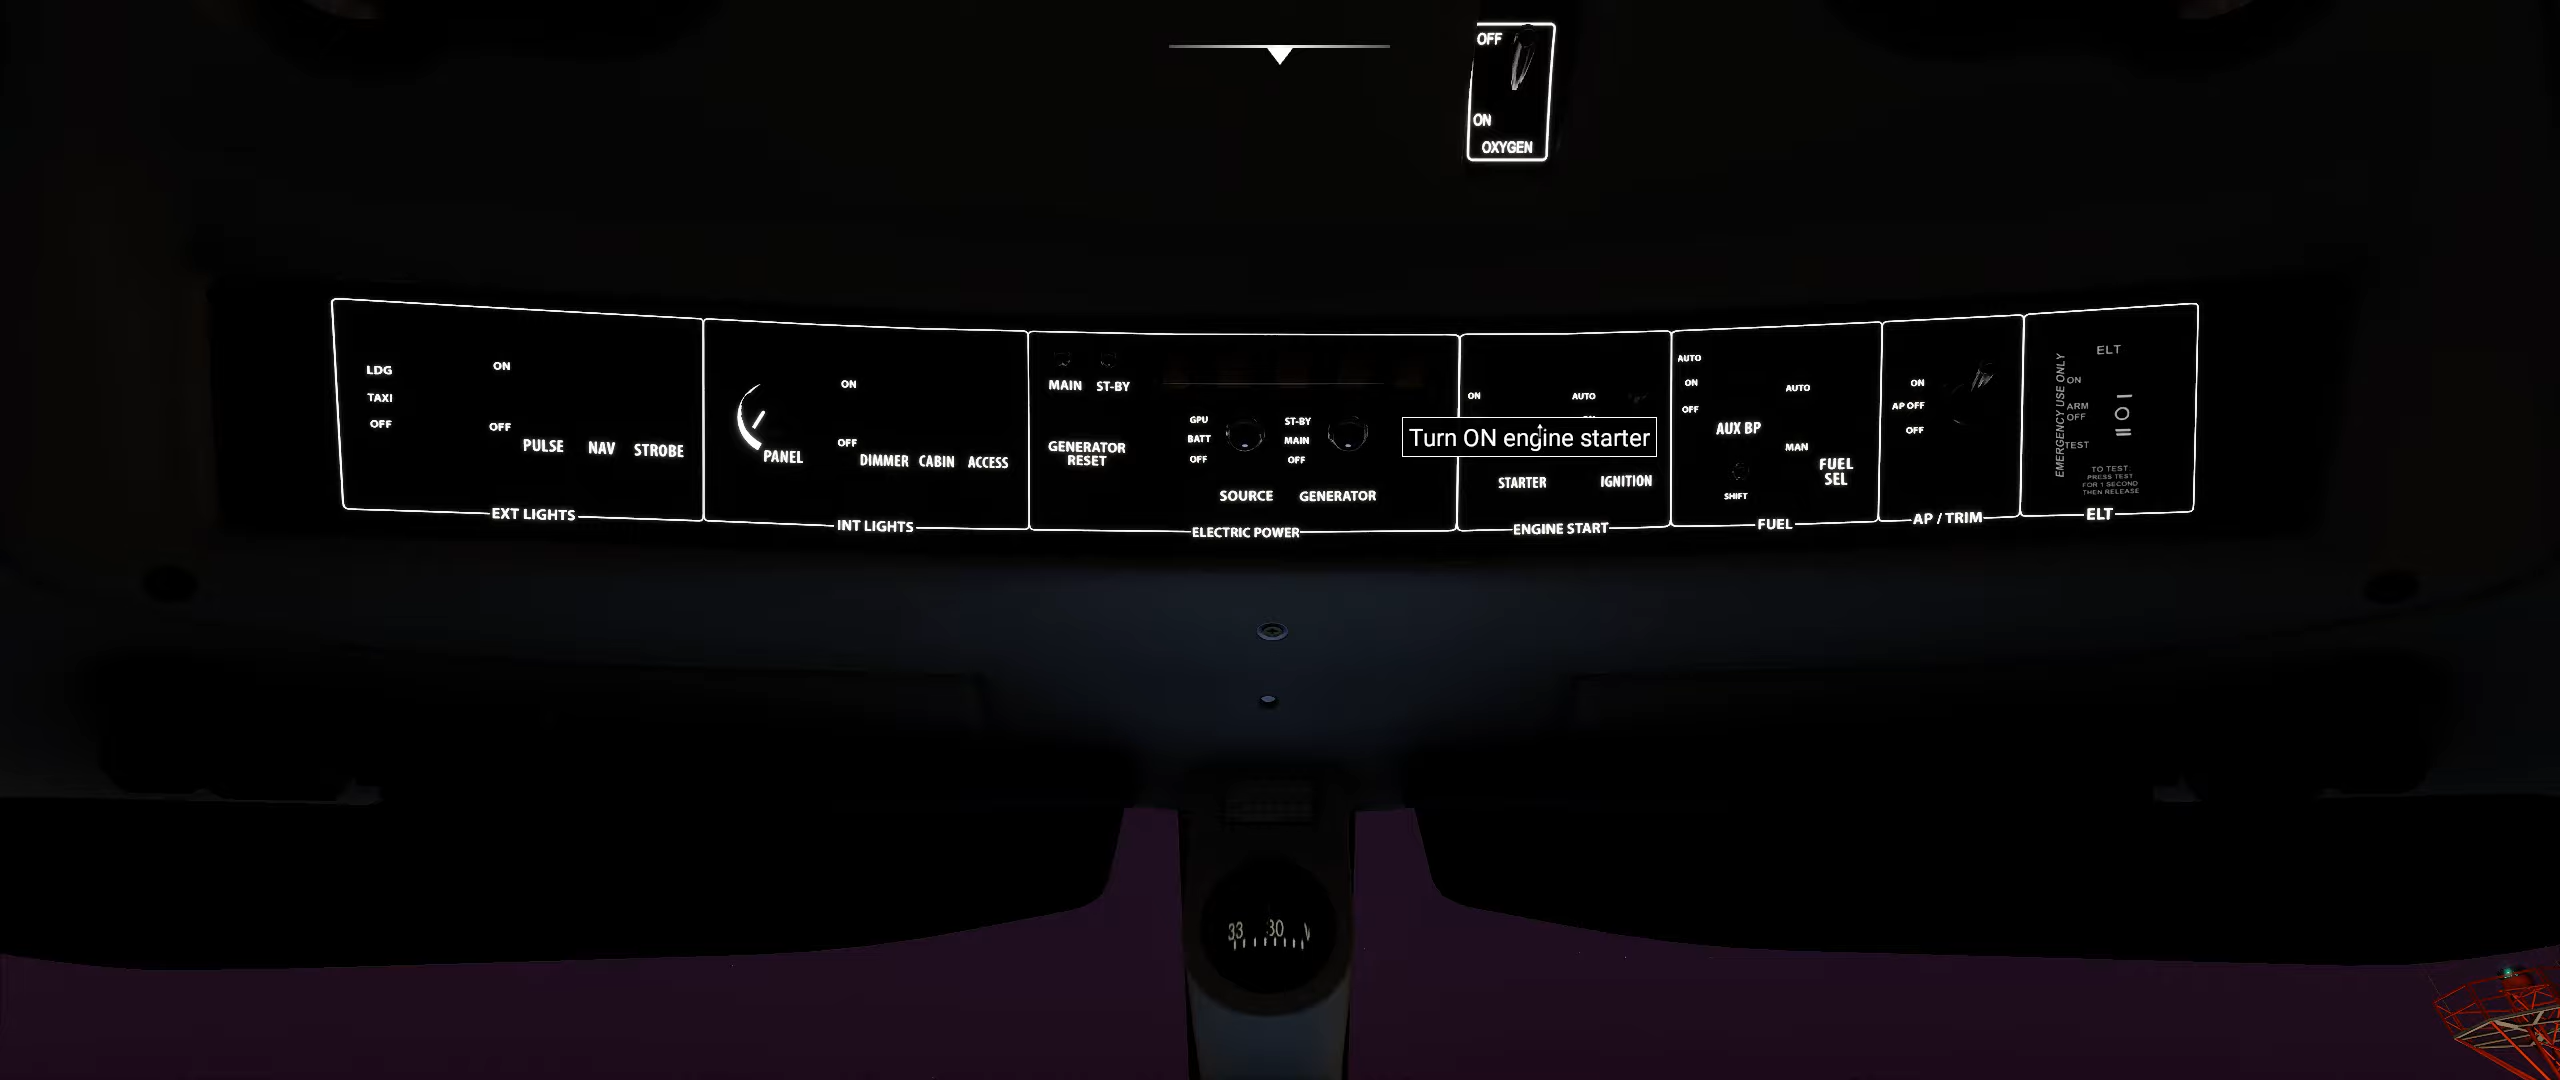 OFF
ON
OXYGEN
LDG
TAXI
OFF
ON
OFF
PULSE NAV STROBE
EXT LIGHTS
PANEL
ON
OFF
DIMMER CABIN ACCESS
INT LIGHTS
MAIN ST-BY
GENERATOR
RESET
GPU
BATT
OFF
SOURCE
ST-BY
MAIN
OFF
GENERATOR
ELECTRIC POWER
ON
AUTO
Turn ON engine starter
STARTER
IGNITION
ENGINE START
AUTO
ON
OFF
AUX BP
SHIFT
AUTO
MAN
FUEL
SEL
FUEL
ON
AP OFF
OFF
AP / TRIM
EMERGENCY USE ONLY
ELT
ON
ARM
OFF
TEST
TO TEST:
PRESS TEST
FOR 1 SECOND
THEN RELEASE
ELT
33 30